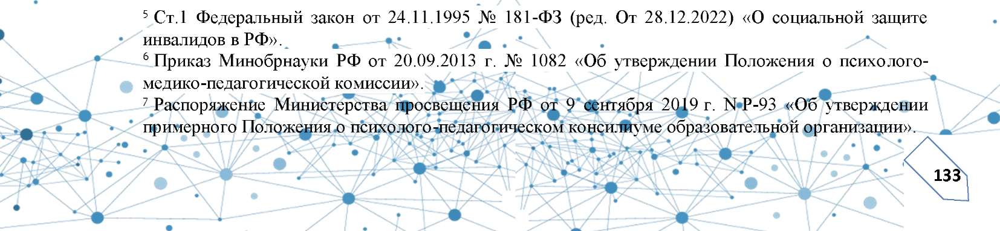 ⁵ Ст.1 Федеральный закон от 24.11.1995 № 181-ФЗ (ред. От 28.12.2022) «О социальной защите
инвалидов в РФ».
⁶ Приказ Минобрнауки РФ от 20.09.2013 г. № 1082 «Об утверждении Положения о психолого-
медико-педагогической комиссии».
⁷ Распоряжение Министерства просвещения РФ от 9 сентября 2019 г. N Р-93 «Об утверждении
примерного Положения о психолого-педагогическом консилиуме образовательной организации».
133